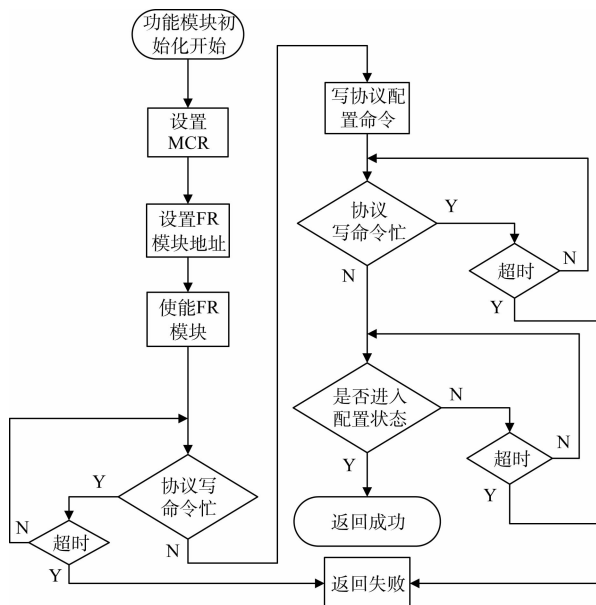 功能模块初
始化开始
设置
MCR
设置FR
模块地址
使能FR
模块
协议写
命令忙
Y
N
超时
N
Y
写协议配
置命令
协议
写命令忙
Y
N
超时
N
Y
是否进入
配置状态
N
Y
超时
N
Y
返回成功
返回失败